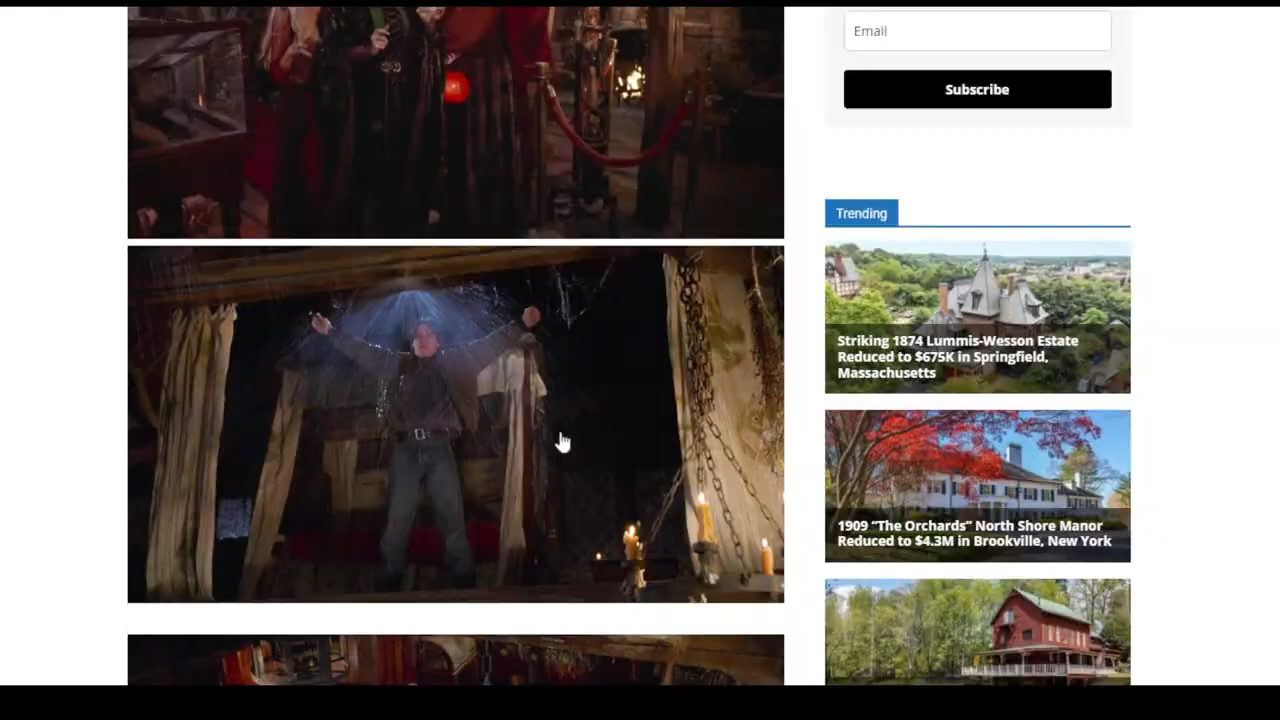 Email
Subscribe
Trending
Striking 1874 Lummis-Wesson Estate
Reduced to $675K in Springfield,
Massachusetts
1909 “The Orchards” North Shore Manor
Reduced to $4.3M in Brookville, New York